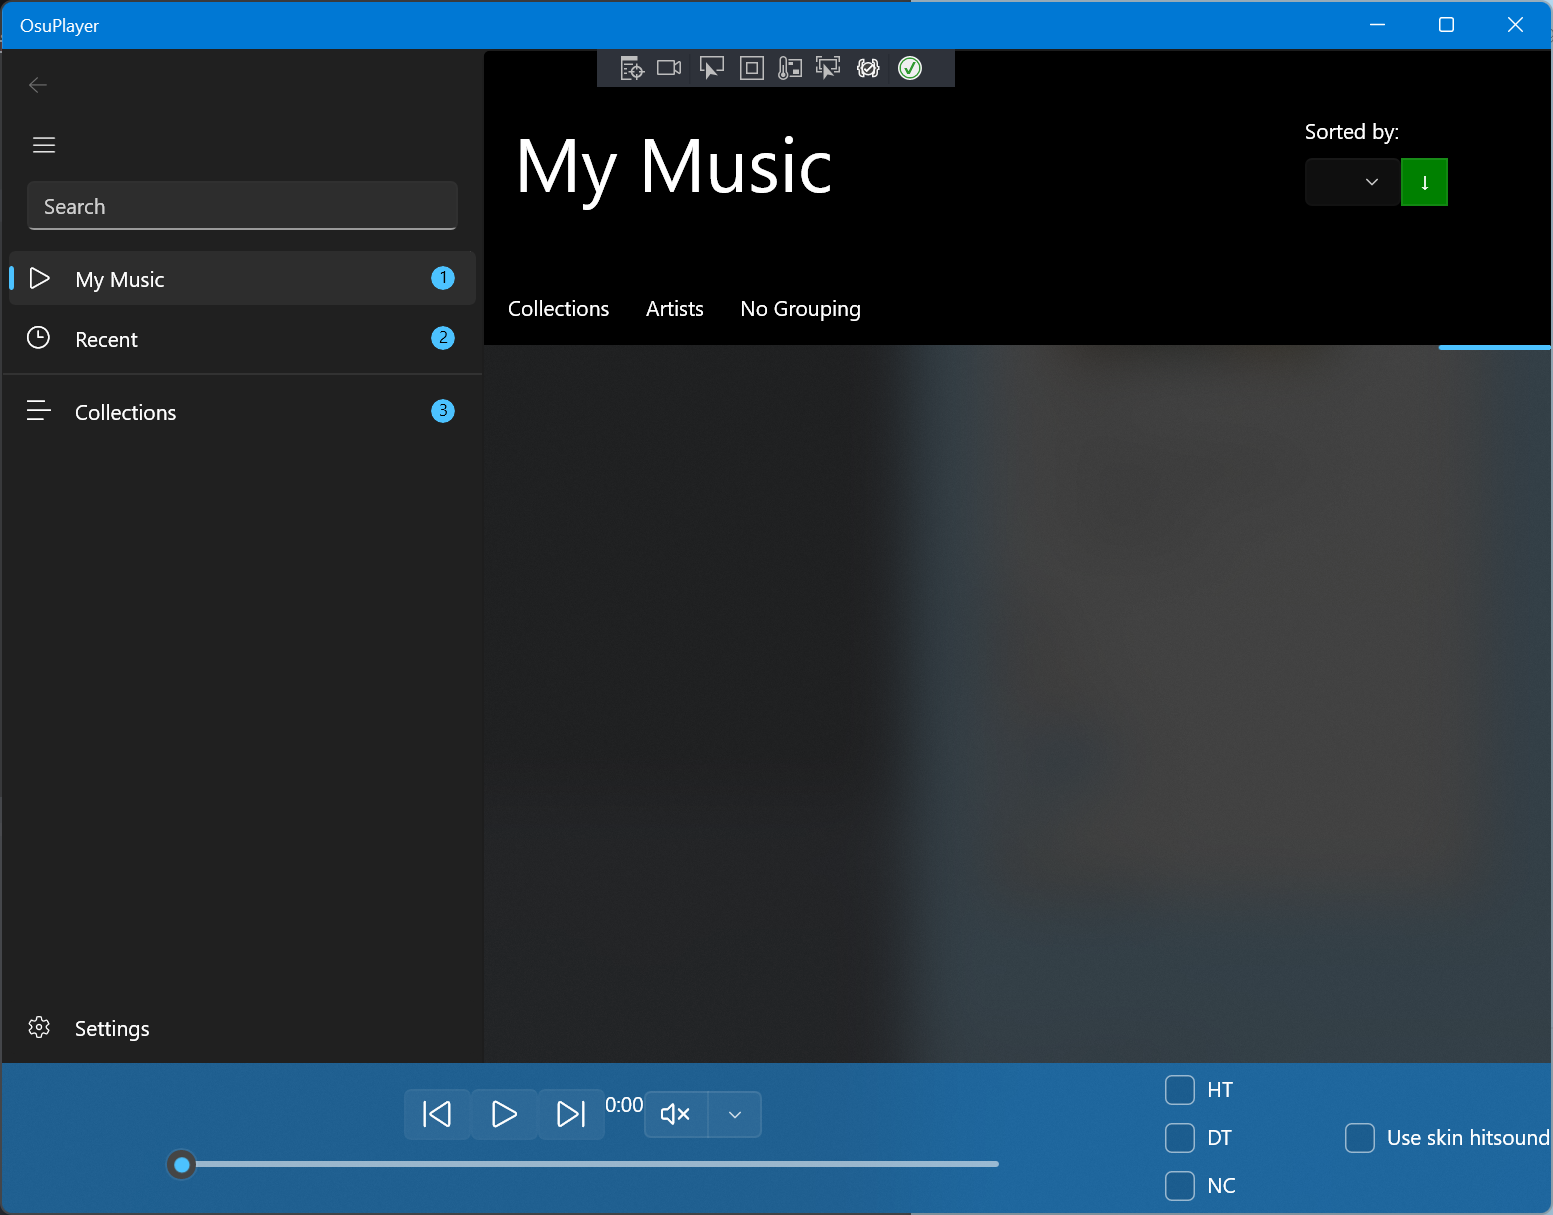 OsuPlayer
Search
My Music 1
Recent 2
Collections 3
Settings
My Music
Sorted by:
Collections Artists No Grouping
0:00
HT
DT
NC
Use skin hitsound